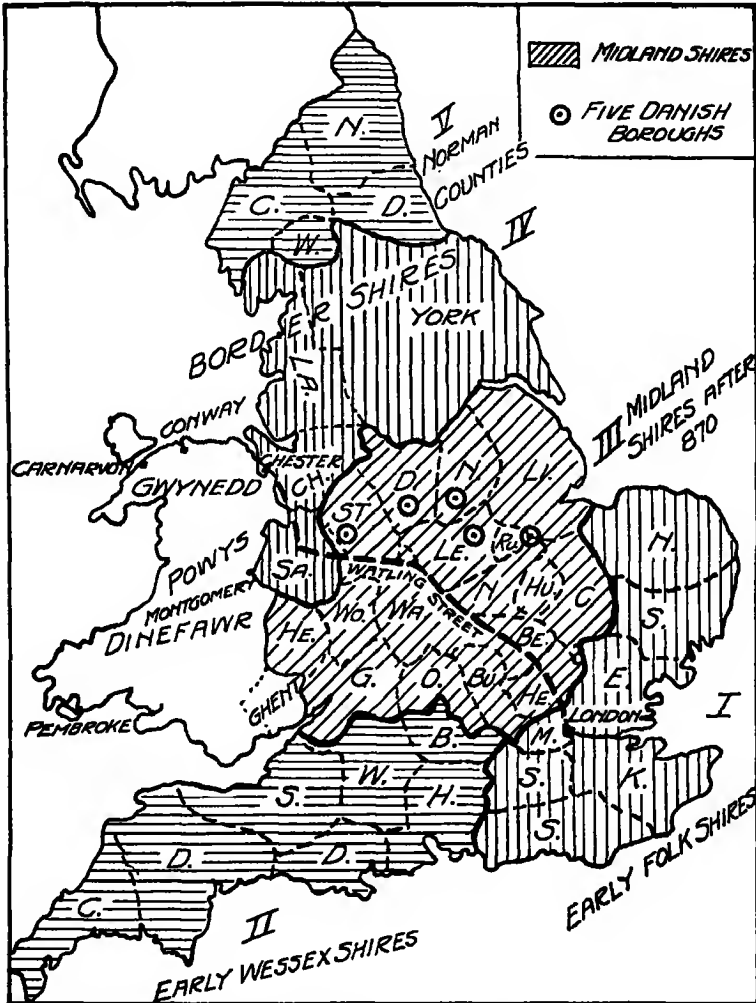 MIDLAND SHIRES
FIVE DANISH
BOROUGHS
N.
V
NORMAN
COUNTIES
C.
D.
W.
IV
BORDER SHIRES
YORK
LA.
III MIDLAND
SHIRES AFTER
870
CONWAY
CARNARVON
GWYNEDD
CHESTER
CH.
ST
D.
N.
LI.
LE.
RU.
N.
S.
POWYS
MONTGOMERY
DINEFAWR
SA.
WATLING STREET
N.
HU.
C.
HE.
WO.
WA.
BE.
G.
O.
BU.
HE.
E.
GHENT
PEMBROKE
LONDON
M.
I
B.
W.
S.
H.
S.
S.
K.
EARLY FOLK SHIRES
D.
D.
C.
II
EARLY WESSEX SHIRES